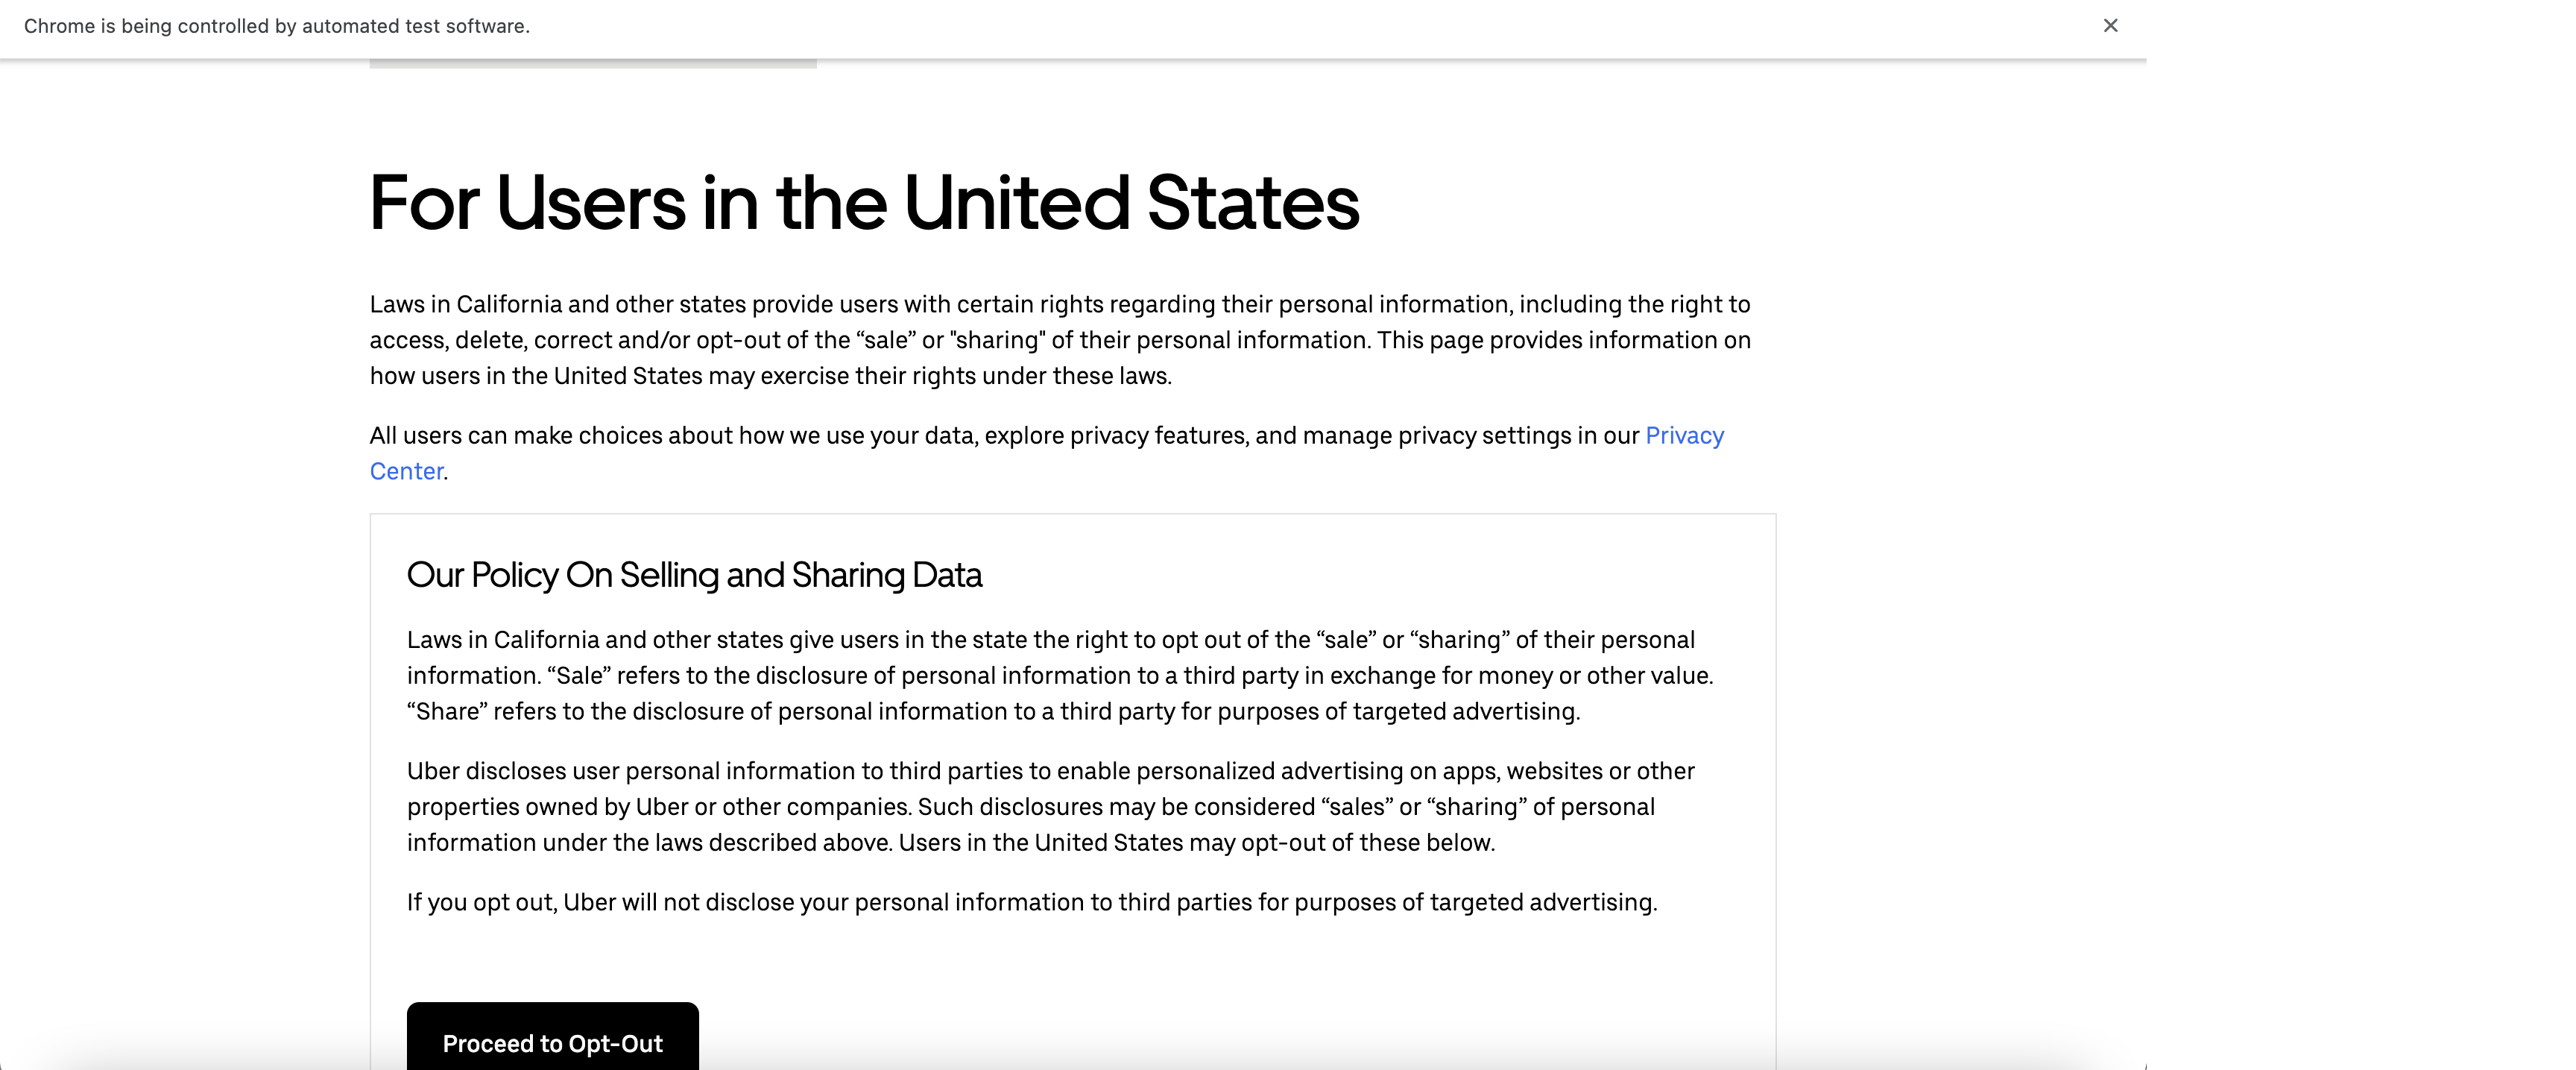 Chrome is being controlled by automated test software.
For Users in the United States
Laws in California and other states provide users with certain rights regarding their personal information, including the right to
access, delete, correct and/or opt-out of the “sale” or "sharing" of their personal information. This page provides information on
how users in the United States may exercise their rights under these laws.
All users can make choices about how we use your data, explore privacy features, and manage privacy settings in our Privacy
Center.
Our Policy On Selling and Sharing Data
Laws in California and other states give users in the state the right to opt out of the “sale” or “sharing” of their personal
information. “Sale” refers to the disclosure of personal information to a third party in exchange for money or other value.
“Share” refers to the disclosure of personal information to a third party for purposes of targeted advertising.
Uber discloses user personal information to third parties to enable personalized advertising on apps, websites or other
properties owned by Uber or other companies. Such disclosures may be considered “sales” or “sharing” of personal
information under the laws described above. Users in the United States may opt-out of these below.
If you opt out, Uber will not disclose your personal information to third parties for purposes of targeted advertising.
Proceed to Opt-Out